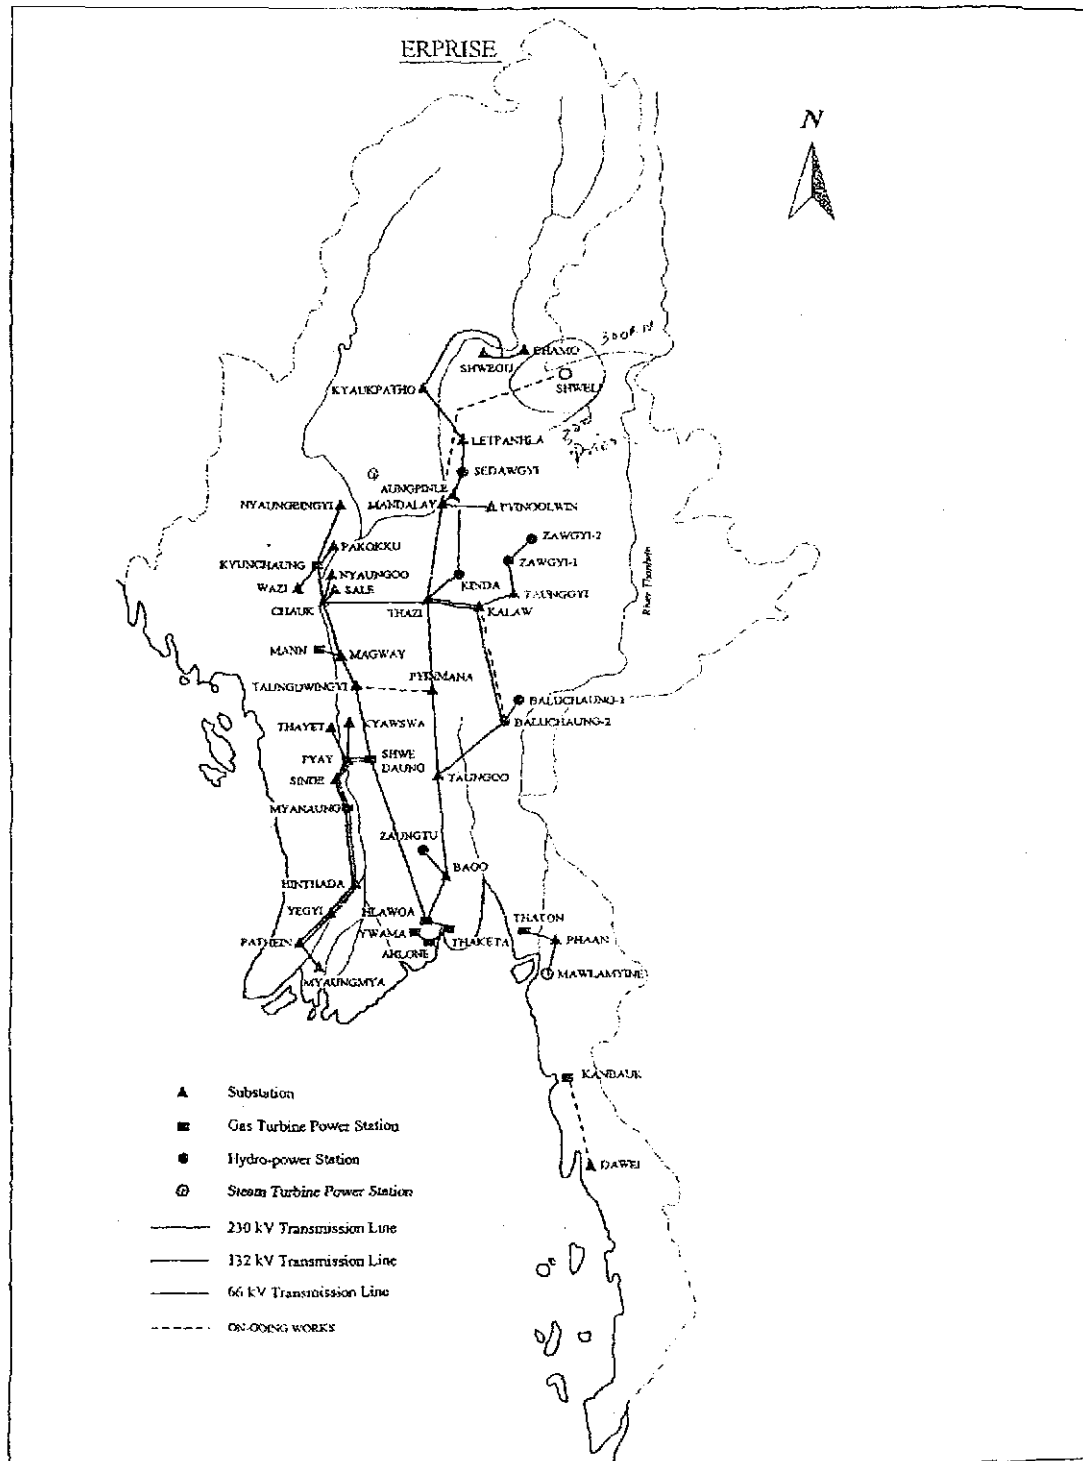 ERPRISE
N
BHAMO
SHWEGU
SHWELI
KYAUKPATHO
LETPANHLA
SEDAWGYI
AUNGPINLE
NYAUNGBINGYI
MANDALAY
PYINOOLWIN
PAKOKKU
ZAWGYI-2
KYUNCHAUNG
ZAWGYI-1
NYAUNGOO
WAZI
SALE
KINDA
TAUNGGYI
CHAUK
THAZI
KALAW
River Thanlwin
MANN
MAGWAY
PYINMANA
TAUNGDWINGYI
BALUCHAUNG-1
BALUCHAUNG-2
THAYET
KYAWSWA
PYAY
SHWE
DAUNG
SINDE
TAUNGOO
MYANAUNG
ZAUNGTU
BAGO
HINTHADA
YEGYI
HLAWGA
THATON
YWAMA
PATHEIN
AHLONE
THAKETA
PHAAN
MAWLAMYINE
MYAUNGMYA
KANBAUK
DAWEI
Substation
Gas Turbine Power Station
Hydro-power Station
Steam Turbine Power Station
230 kV Transmission Line
132 kV Transmission Line
66 kV Transmission Line
ON-GOING WORKS